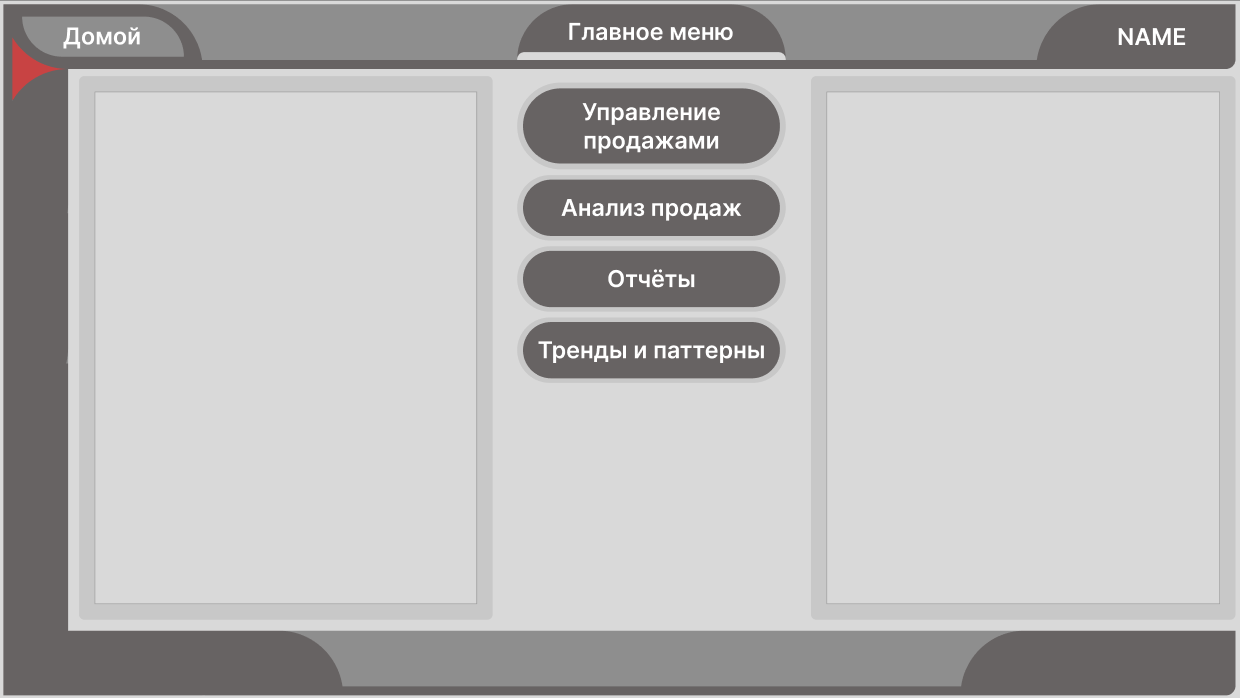 Домой
Главное меню
NAME
Управление
продажами
Анализ продаж
Отчёты
Тренды и паттерны